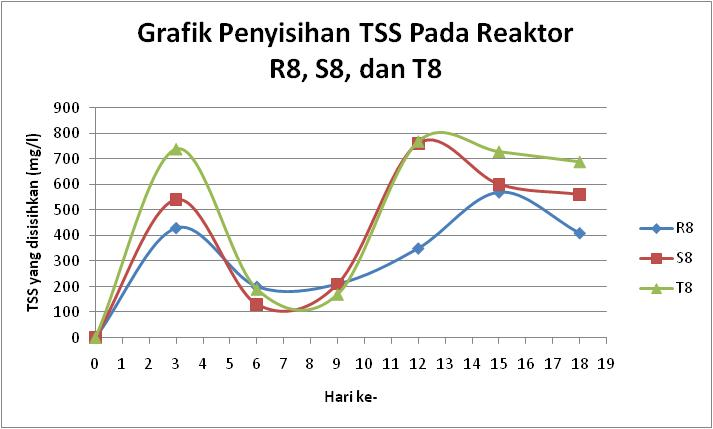 Grafik Penyisihan TSS Pada Reaktor
R8, S8, dan T8
TSS yang disisihkan (mg/l)
900
800
700
600
500
400
300
200
100
0
0 1 2 3 4 5 6 7 8 9 10 11 12 13 14 15 16 17 18 19
Hari ke-
R8
S8
T8